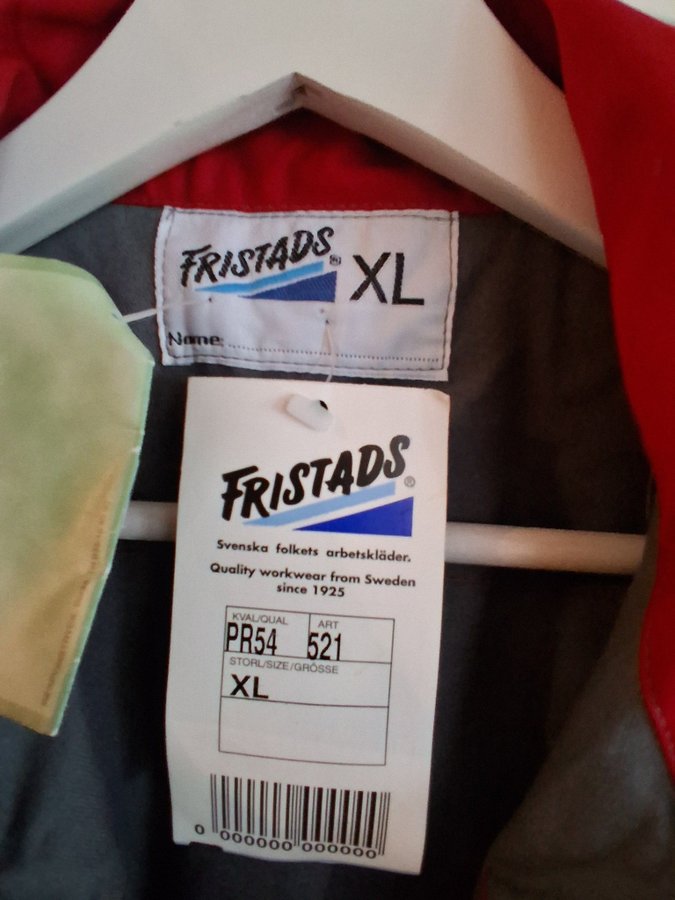 FRISTADS ® XL
Name
FRISTADS ®
Svenska folkets arbetskläder.
Quality workwear from Sweden
since 1925
KVAL/QUAL ART
PR54 521
STORL/SIZE/GRÖSSE
XL
0 000000 000000